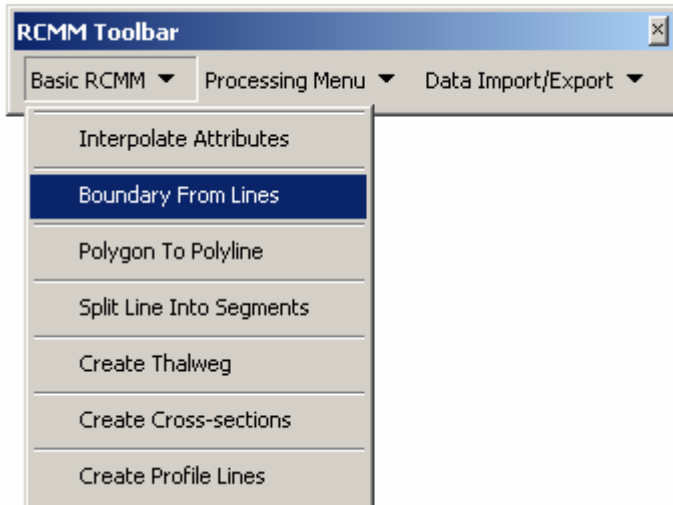 RCMM Toolbar
Basic RCMM Processing Menu Data Import/Export
Interpolate Attributes
Boundary From Lines
Polygon To Polyline
Split Line Into Segments
Create Thalweg
Create Cross-sections
Create Profile Lines